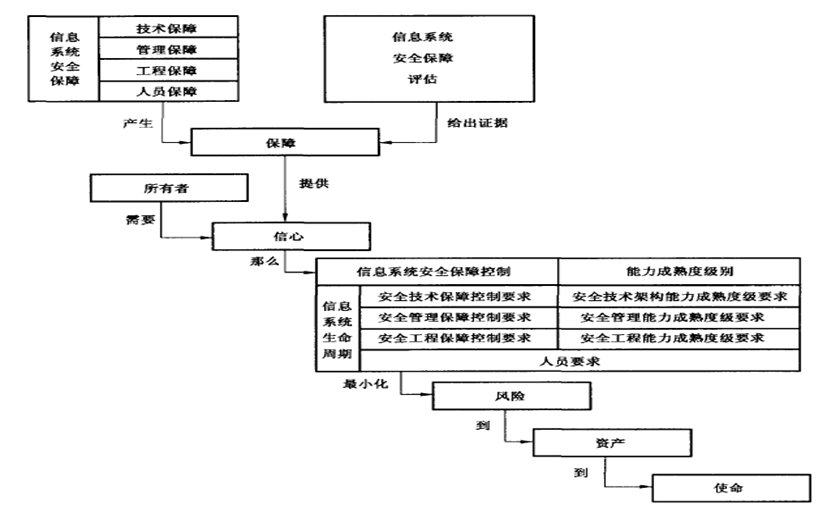 信息
系统
安全
保障
技术保障
管理保障
工程保障
人员保障
信息系统
安全保障
评估
产生
给出证据
保障
所有者
提供
需要
信心
那么
信息系统安全保障控制
能力成熟度级别
信息
系统
生命
周期
安全技术保障控制要求
安全技术架构能力成熟度级要求
安全管理保障控制要求
安全管理能力成熟度级要求
安全工程保障控制要求
安全工程能力成熟度级要求
人员要求
最小化
风险
到
资产
到
使命